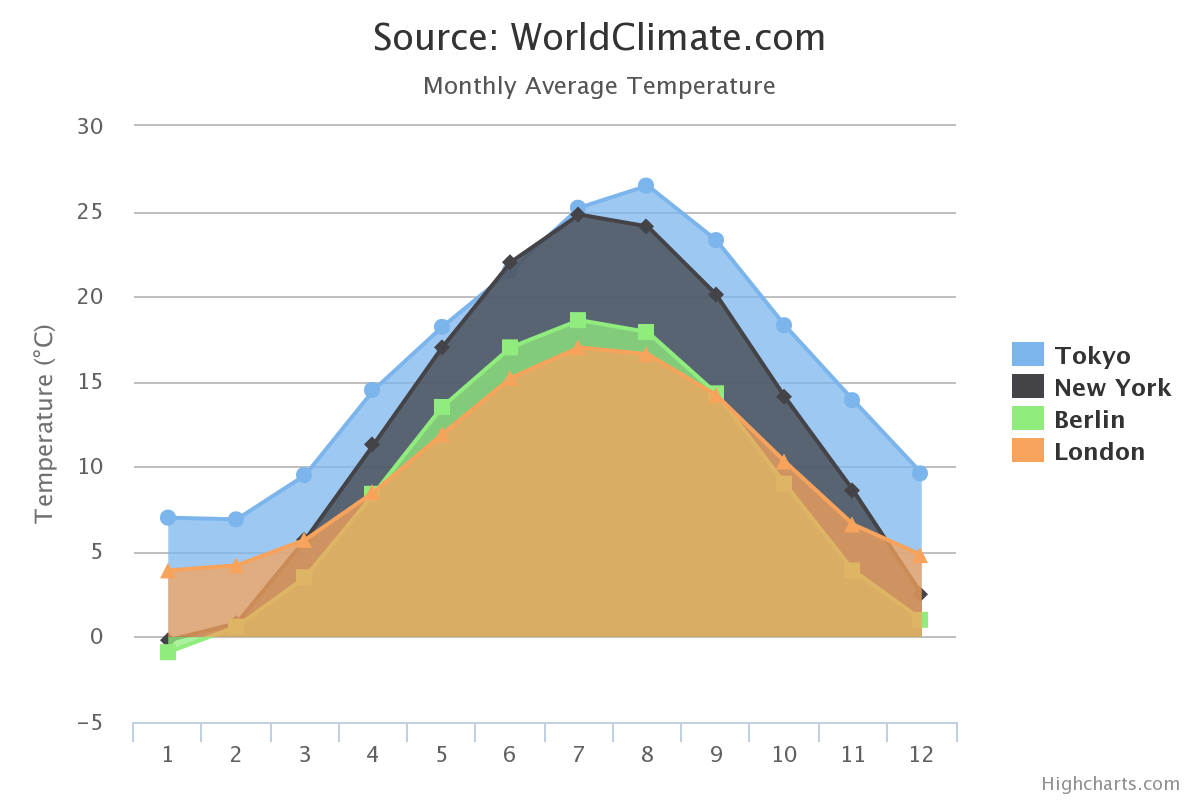 Source: WorldClimate.com
Monthly Average Temperature
Temperature (°C)
30
25
20
15
10
5
0
−5
1 2 3 4 5 6 7 8 9 10 11 12
Tokyo
New York
Berlin
London
Highcharts.com